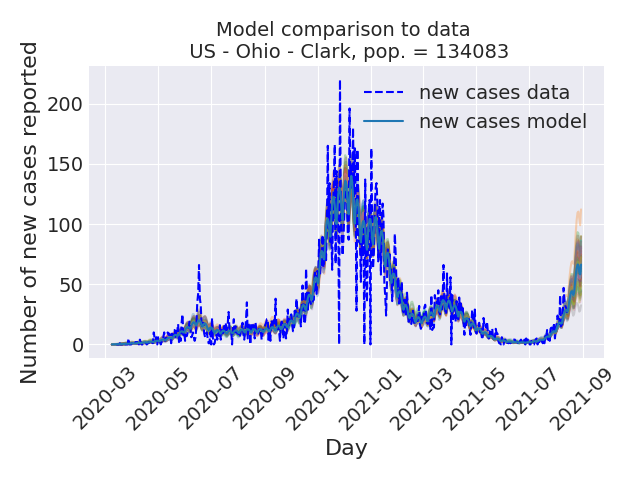 Model comparison to data
US - Ohio - Clark, pop. = 134083
Number of new cases reported
200
150
100
50
0
new cases data
new cases model
2020-03
2020-05
2020-07
2020-09
2020-11
2021-01
2021-03
2021-05
2021-07
2021-09
Day